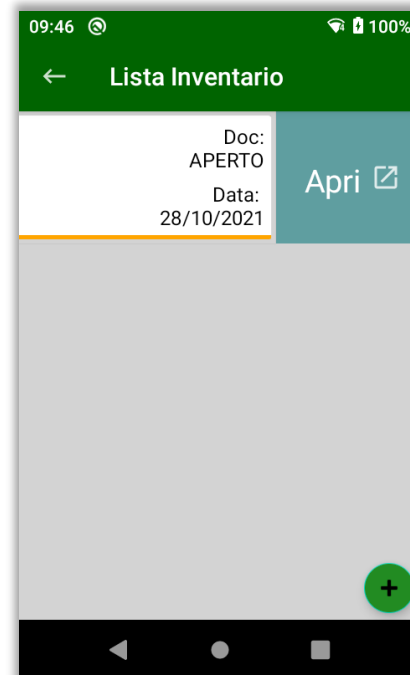 09:46 100%
Lista Inventario
Doc:
APERTO
Apri
Data:
28/10/2021